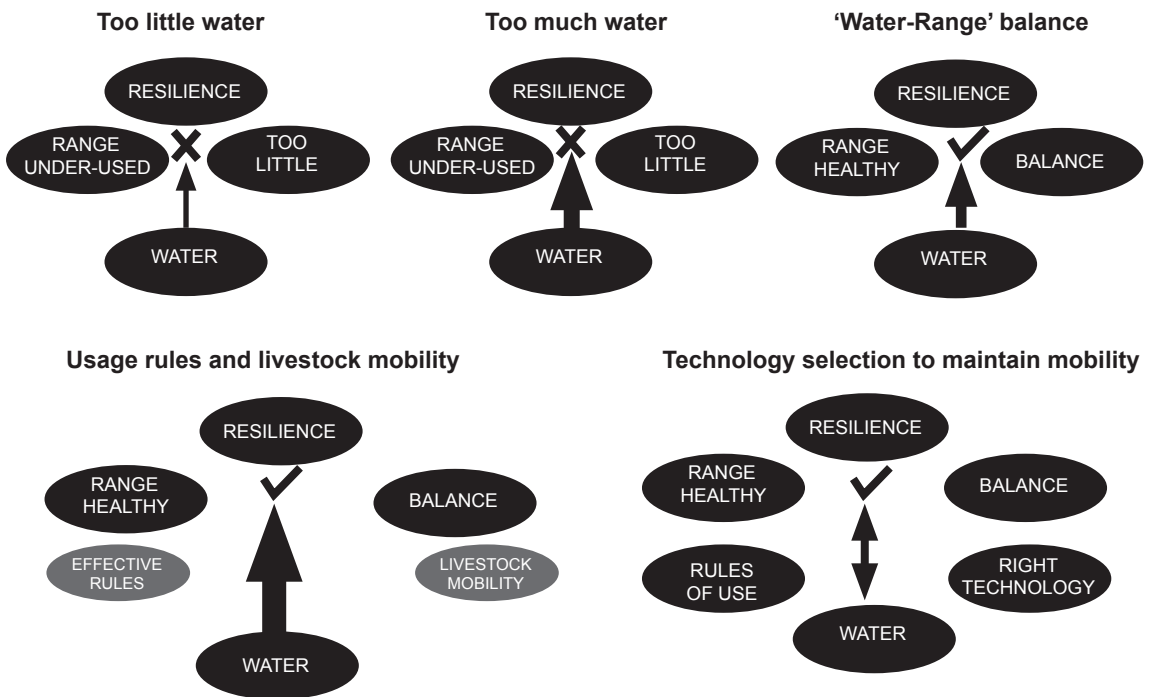 Too little water
RESILIENCE
RANGE
UNDER-USED
TOO
LITTLE
WATER
Too much water
RESILIENCE
RANGE
UNDER-USED
TOO
LITTLE
WATER
‘Water-Range’ balance
RESILIENCE
RANGE
HEALTHY
BALANCE
WATER
Usage rules and livestock mobility
RESILIENCE
RANGE
HEALTHY
BALANCE
EFFECTIVE
RULES
LIVESTOCK
MOBILITY
WATER
Technology selection to maintain mobility
RESILIENCE
RANGE
HEALTHY
BALANCE
RULES
OF USE
RIGHT
TECHNOLOGY
WATER